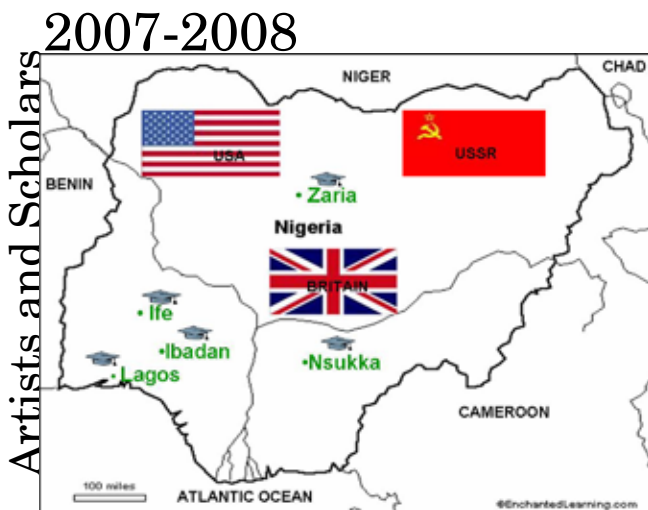 2007-2008
Artists and Scholars
NIGER
CHAD
USA
USSR
BENIN
• Zaria
Nigeria
BRITAIN
• Ife
•Ibadan
•Nsukka
• Lagos
CAMEROON
100 miles
ATLANTIC OCEAN
©EnchantedLearning.com